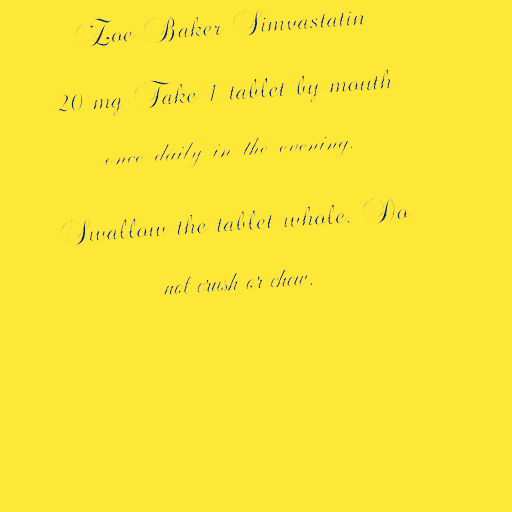 Zoe Baker Simvastatin
20 mg Take 1 tablet by mouth
once daily in the evening.
Swallow the tablet whole. Do
not crush or chew.